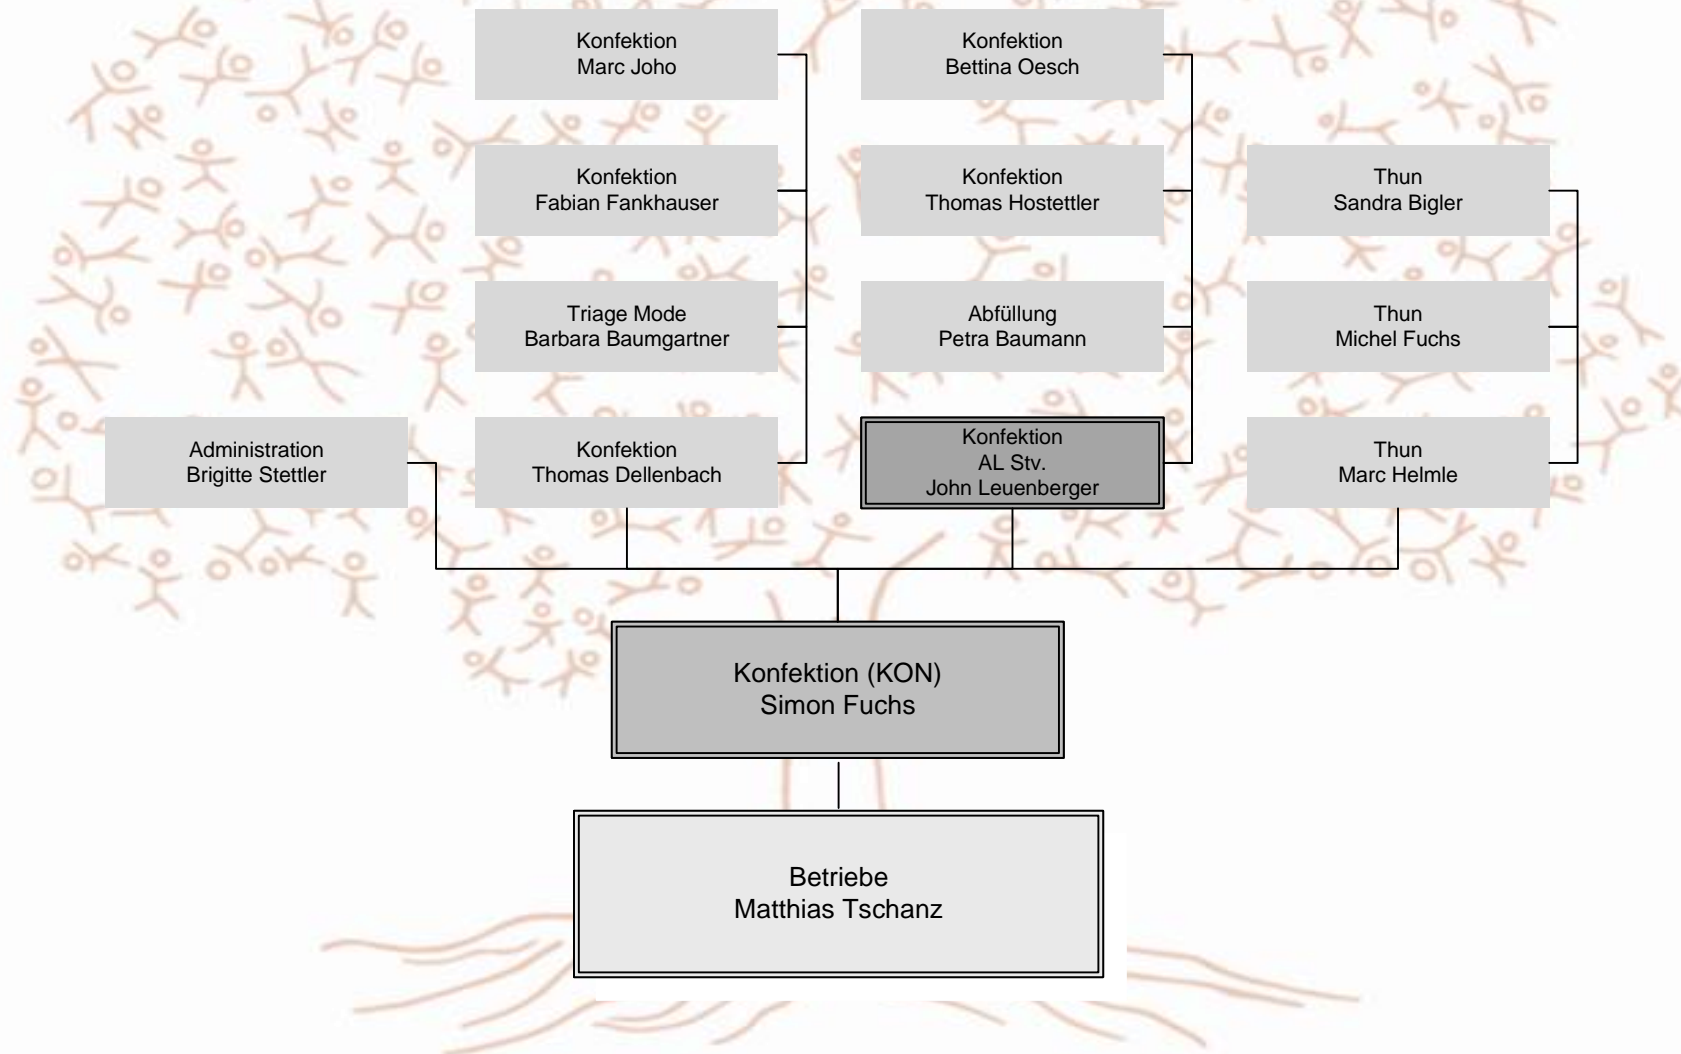 Konfektion
Marc Joho
Konfektion
Bettina Oesch
Konfektion
Fabian Fankhauser
Konfektion
Thomas Hostettler
Thun
Sandra Bigler
Triage Mode
Barbara Baumgartner
Abfüllung
Petra Baumann
Thun
Michel Fuchs
Administration
Brigitte Stettler
Konfektion
Thomas Dellenbach
Konfektion
AL Stv.
John Leuenberger
Thun
Marc Helmle
Konfektion (KON)
Simon Fuchs
Betriebe
Matthias Tschanz